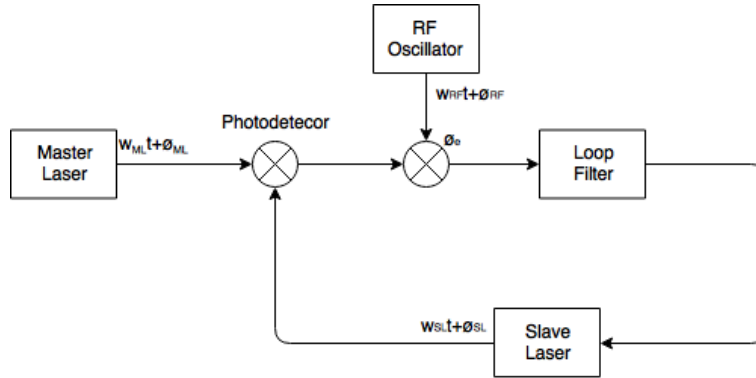 RF
Oscillator
wRFt+øRF
Photodetecor
wMLt+øML
Master
Laser
øe
Loop
Filter
wSLt+øSL
Slave
Laser